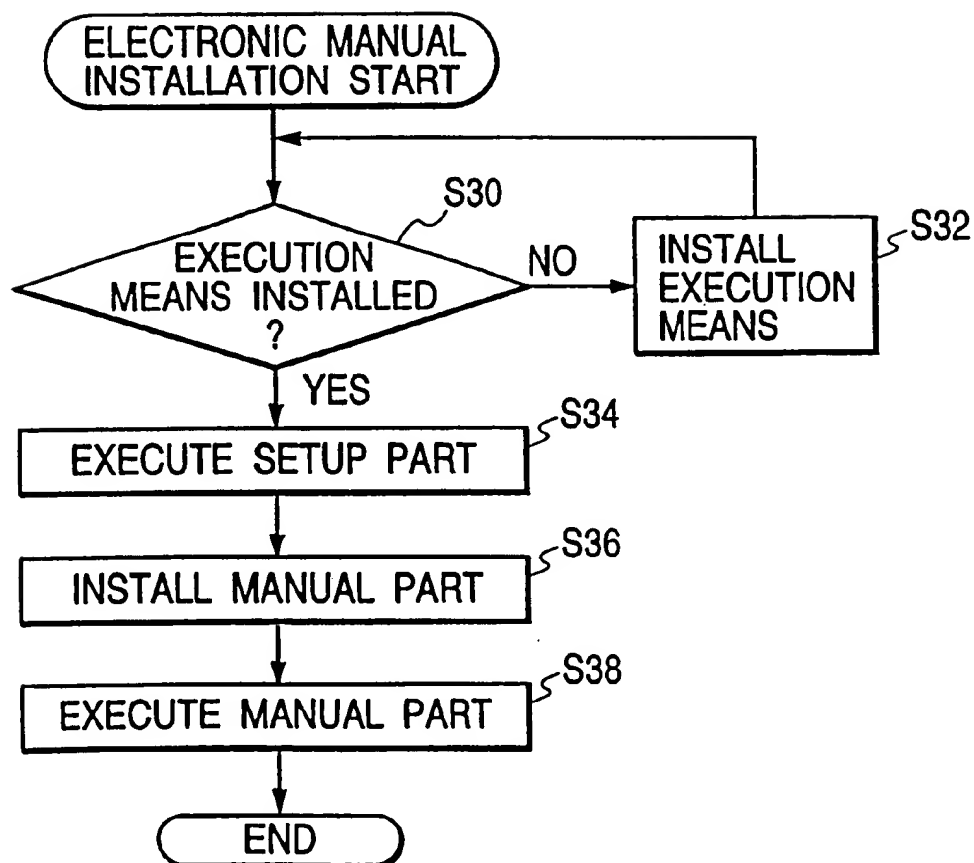 ELECTRONIC MANUAL
INSTALLATION START
S30
EXECUTION
MEANS INSTALLED
?
NO
S32
INSTALL
EXECUTION
MEANS
YES
S34
EXECUTE SETUP PART
S36
INSTALL MANUAL PART
S38
EXECUTE MANUAL PART
END